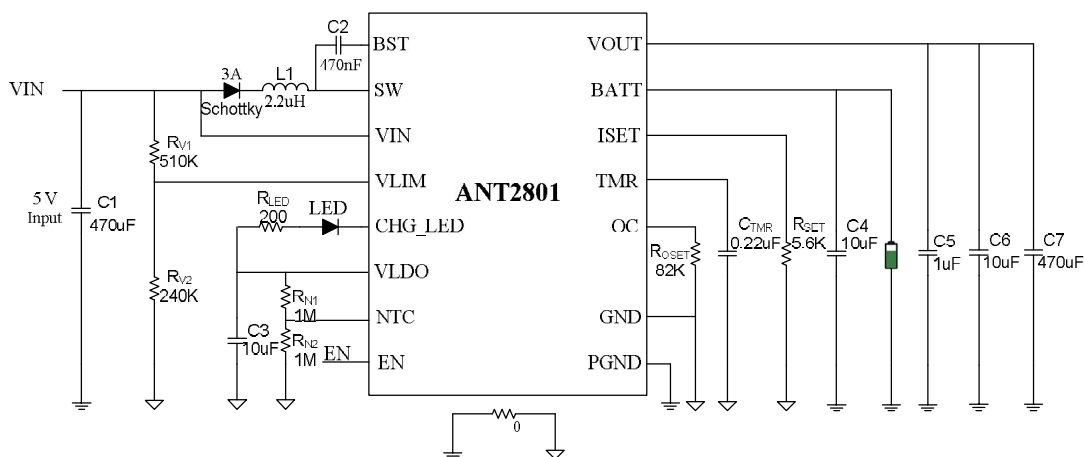 C2
BST
470nF
VOUT
3A
L1
VIN
SW
BATT
Schottky
2.2uH
VIN
ISET
RV1
510K
VLIM
TMR
ANT2801
5 V
Input
C1
470uF
RLED
200
LED
CHG_LED
OC
ROSET
82K
CTMR
0.22uF
RSET
5.6K
C4
10uF
C5
1uF
C6
10uF
C7
470uF
VLDO
RV2
240K
RN1
1M
NTC
GND
C3
10uF
RN2
1M
EN
EN
PGND
0